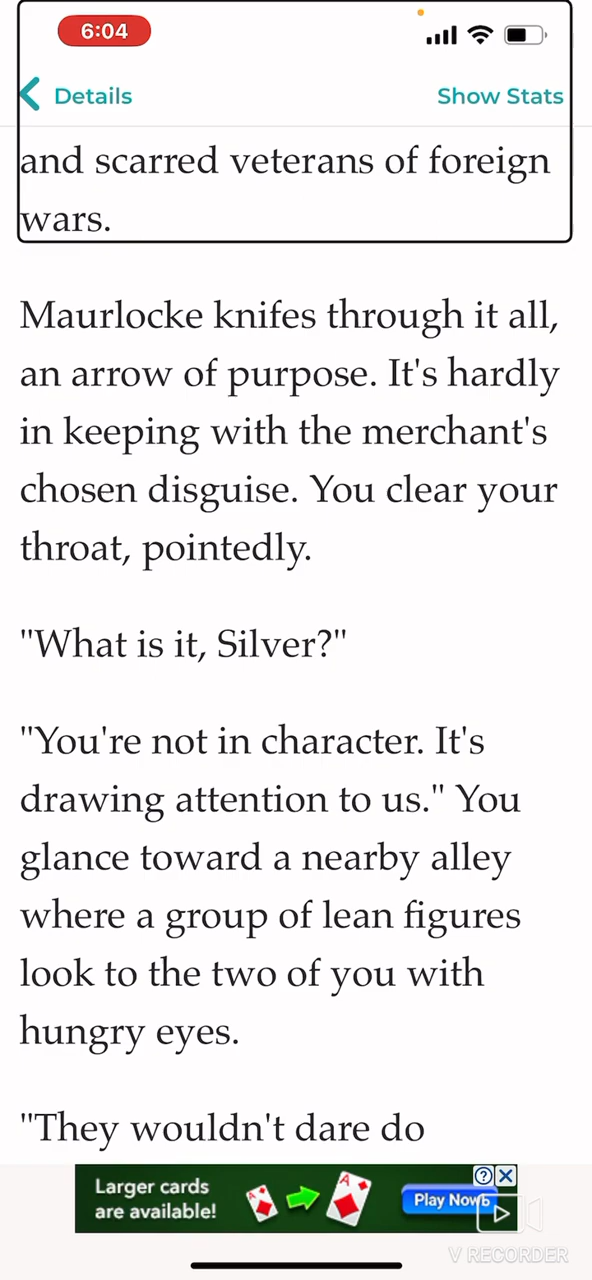 6:04
Details
Show Stats
and scarred veterans of foreign
wars.
Maurlocke knifes through it all,
an arrow of purpose. It's hardly
in keeping with the merchant's
chosen disguise. You clear your
throat, pointedly.
"What is it, Silver?"
"You're not in character. It's
drawing attention to us." You
glance toward a nearby alley
where a group of lean figures
look to the two of you with
hungry eyes.
"They wouldn't dare do
Larger cards
are available!
A
A
Play Now
V RECORDER